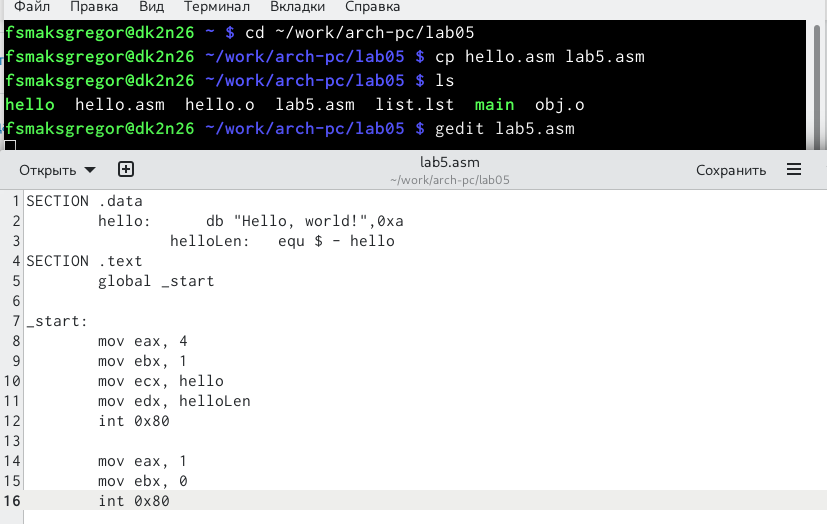 Файл Правка Вид Терминал Вкладки Справка
fsmaksgregor@dk2n26 ~ $ cd ~/work/arch-pc/lab05
fsmaksgregor@dk2n26 ~/work/arch-pc/lab05 $ cp hello.asm lab5.asm
fsmaksgregor@dk2n26 ~/work/arch-pc/lab05 $ ls
hello hello.asm hello.o lab5.asm list.lst main obj.o
fsmaksgregor@dk2n26 ~/work/arch-pc/lab05 $ gedit lab5.asm
Открыть lab5.asm Сохранить
~/work/arch-pc/lab05
1 SECTION .data
2 hello: db "Hello, world!",0xa
3 helloLen: equ $ - hello
4 SECTION .text
5 global _start
6
7 _start:
8 mov eax, 4
9 mov ebx, 1
10 mov ecx, hello
11 mov edx, helloLen
12 int 0x80
13
14 mov eax, 1
15 mov ebx, 0
16 int 0x80